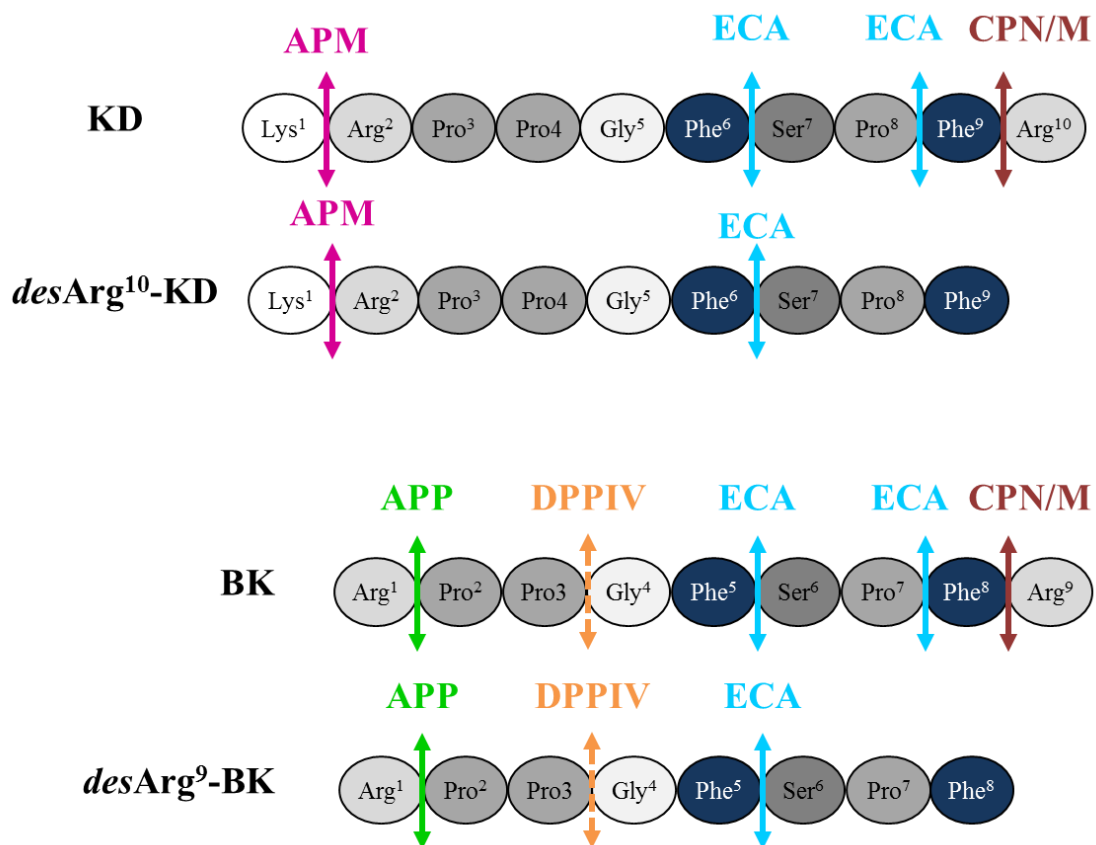 APM ECA ECA CPN/M
KD Lys¹ Arg² Pro³ Pro4 Gly⁵ Phe⁶ Ser⁷ Pro⁸ Phe⁹ Arg¹⁰
APM ECA
desArg¹⁰-KD Lys¹ Arg² Pro³ Pro4 Gly⁵ Phe⁶ Ser⁷ Pro⁸ Phe⁹
APP DPPIV ECA ECA CPN/M
BK Arg¹ Pro² Pro3 Gly⁴ Phe⁵ Ser⁶ Pro⁷ Phe⁸ Arg⁹
APP DPPIV ECA
desArg⁹-BK Arg¹ Pro² Pro3 Gly⁴ Phe⁵ Ser⁶ Pro⁷ Phe⁸